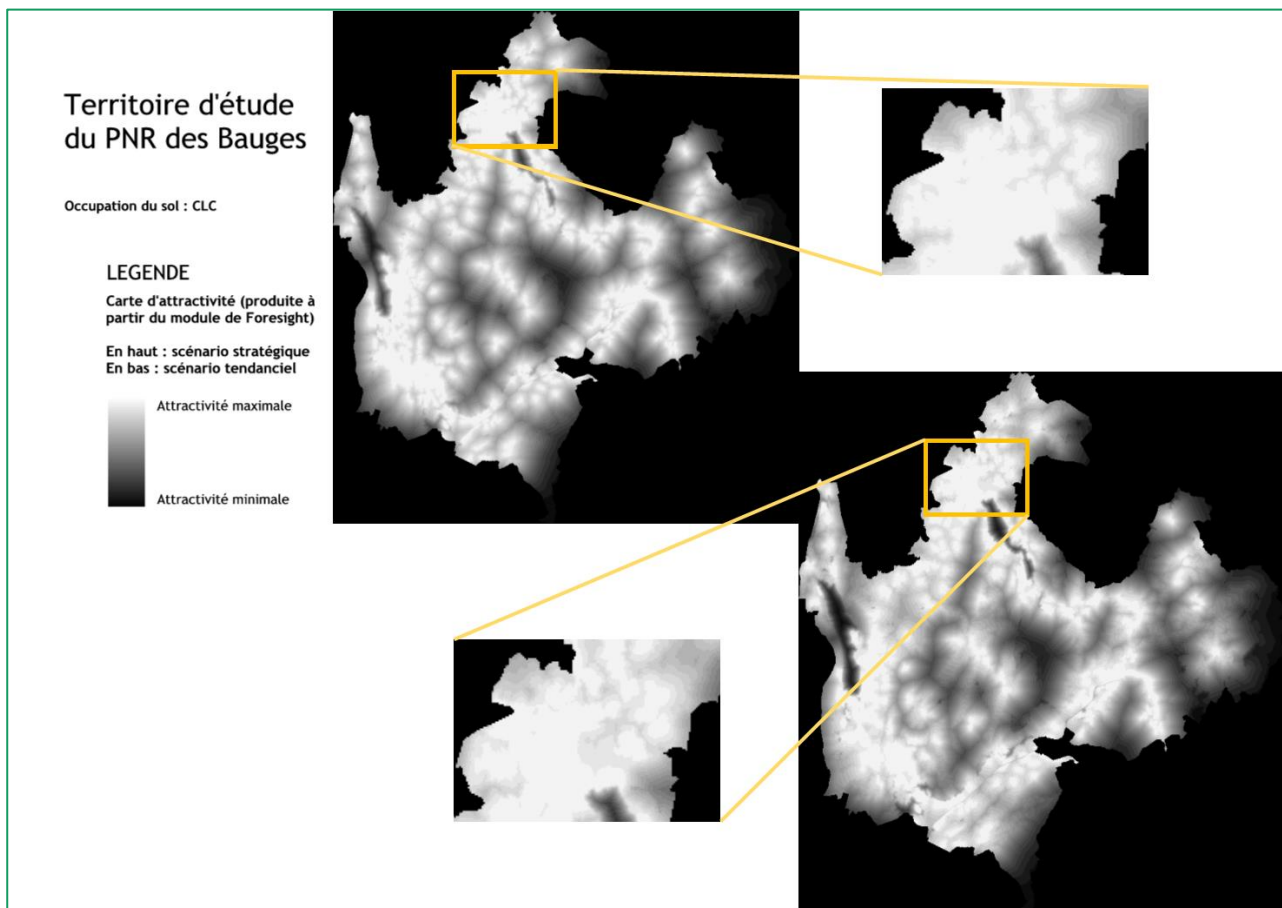 Territoire d'étude
du PNR des Bauges
Occupation du sol : CLC
LEGENDE
Carte d'attractivité (produite à
partir du module de Foresight)
En haut : scénario stratégique
En bas : scénario tendanciel
Attractivité maximale
Attractivité minimale